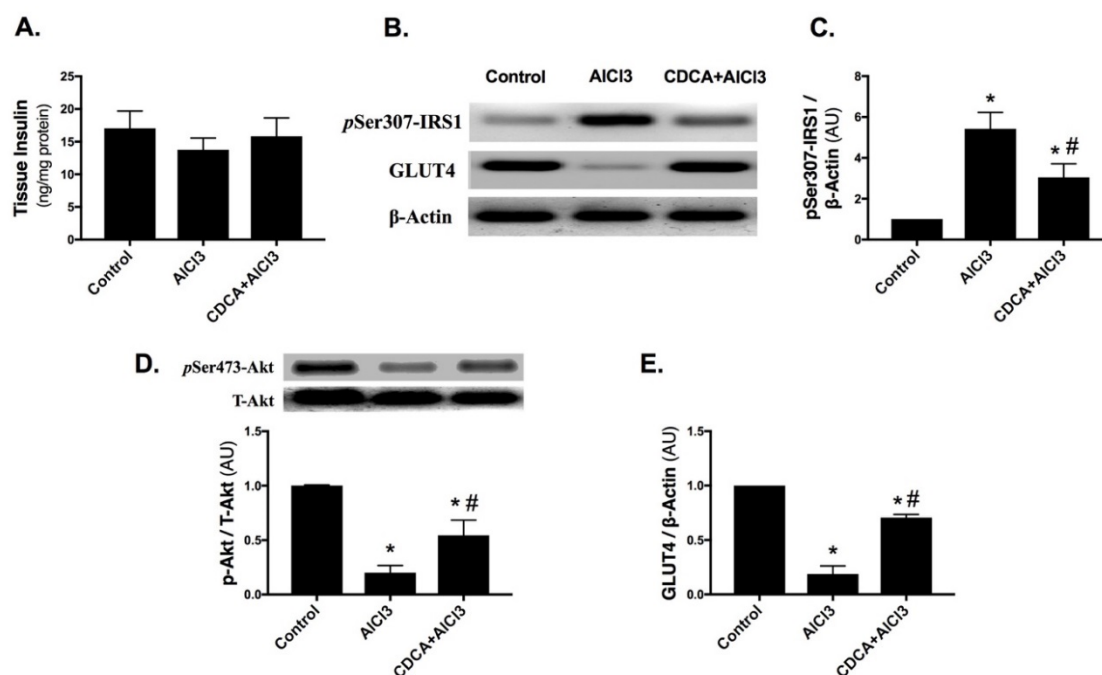 A.
Tissue Insulin
(ng/mg protein)
25
20
15
10
5
0
Control
AlCl3
CDCA+AlCl3
B.
Control AlCl3 CDCA+AlCl3
pSer307-IRS1
GLUT4
β-Actin
C.
pSer307-IRS1 /
β-Actin (AU)
8
6
4
2
0
*
* #
Control
AlCl3
CDCA+AlCl3
D.
pSer473-Akt
T-Akt
p-Akt / T-Akt (AU)
1.5
1.0
0.5
0.0
*
* #
Control
AlCl3
CDCA+AlCl3
E.
GLUT4 / β-Actin (AU)
1.5
1.0
0.5
0.0
*
* #
Control
AlCl3
CDCA+AlCl3